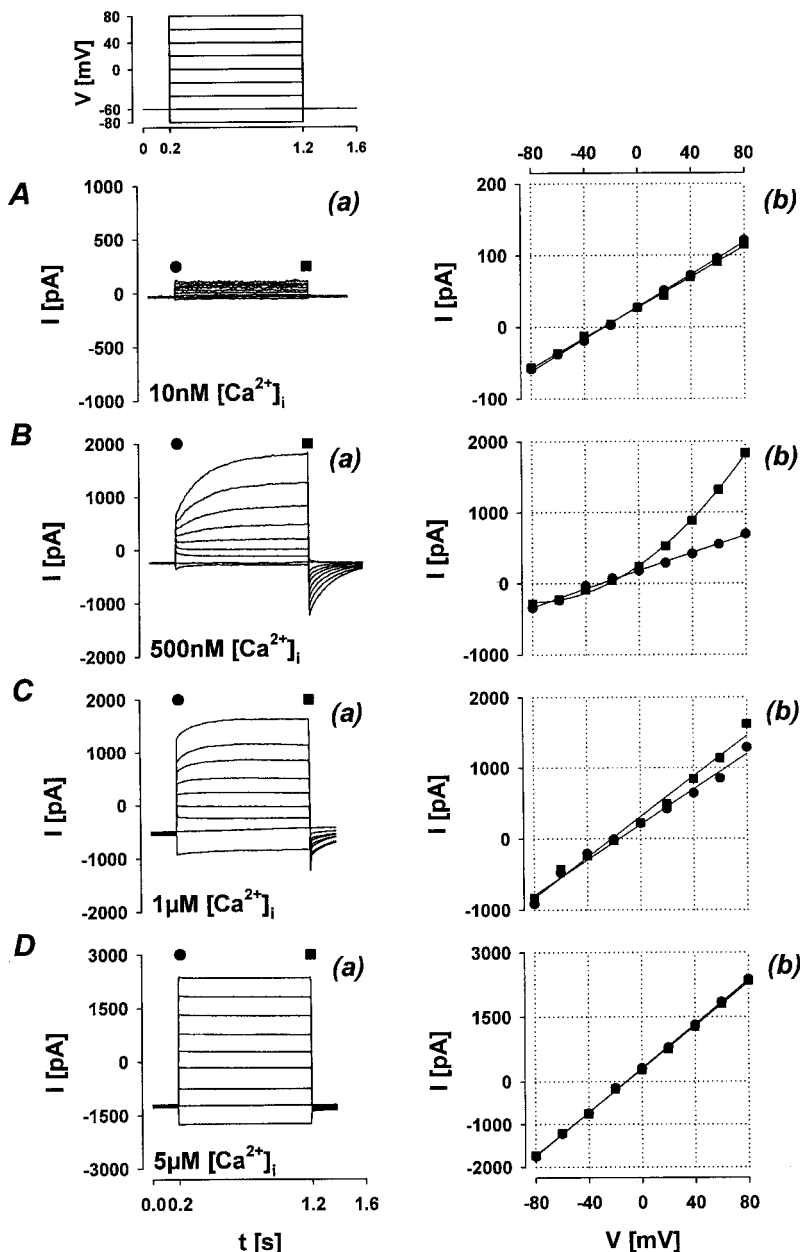 80
40
0
-60
-80
V [mV]
0 0.2 1.2 1.6
-80 -40 0 40 80
A
(a)
1000
500
0
-500
-1000
I [pA]
10nM [Ca2+]i
(b)
200
100
0
-100
I [pA]
B
(a)
2000
1000
0
-1000
-2000
I [pA]
500nM [Ca2+]i
(b)
2000
1000
0
-1000
I [pA]
C
(a)
2000
1000
0
-1000
-2000
I [pA]
1µM [Ca2+]i
(b)
2000
1000
0
-1000
I [pA]
D
(a)
3000
1500
0
-1500
-3000
I [pA]
5µM [Ca2+]i
0.0 0.2 1.2 1.6
t [s]
(b)
3000
1500
0
-1000
-2000
I [pA]
-80 -40 0 40 80
V [mV]